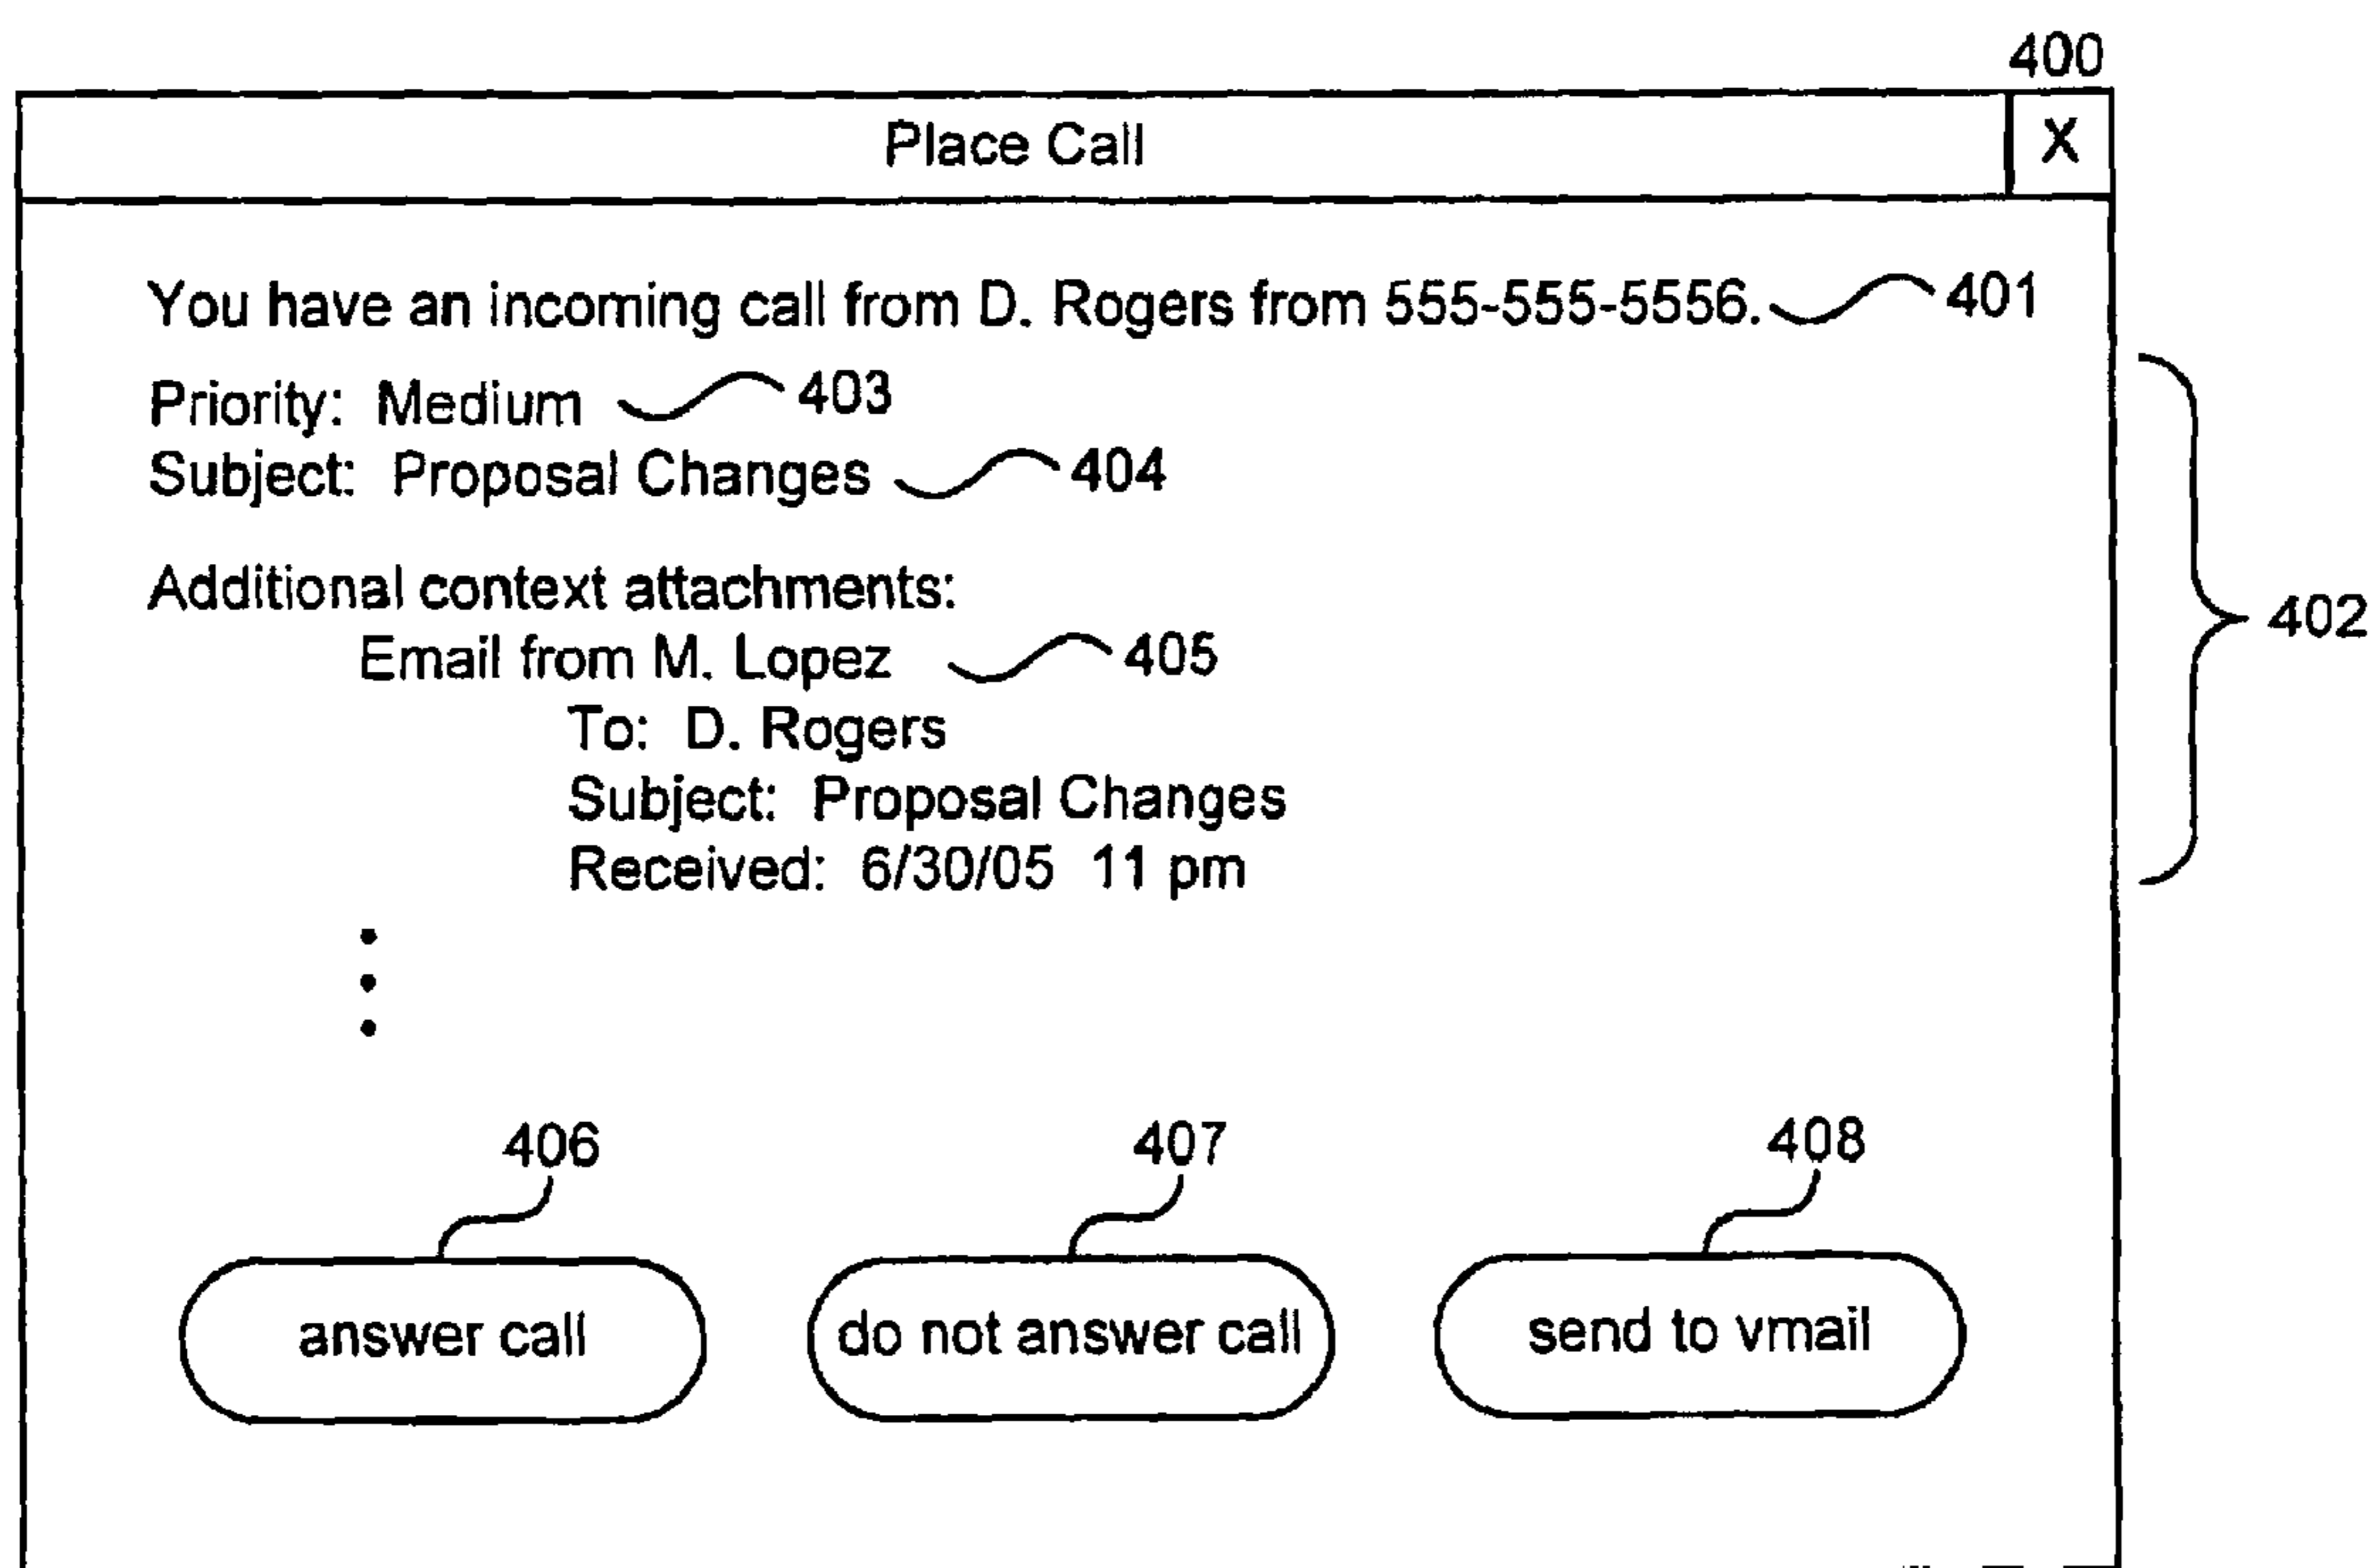 400
Place Call X
You have an incoming call from D. Rogers from 555-555-5556. 401
Priority: Medium 403
Subject: Proposal Changes 404
Additional context attachments:
402
Email from M. Lopez 405
To: D. Rogers
Subject: Proposal Changes
Received: 6/30/05 11 pm
406 407 408
answer call do not answer call send to vmail